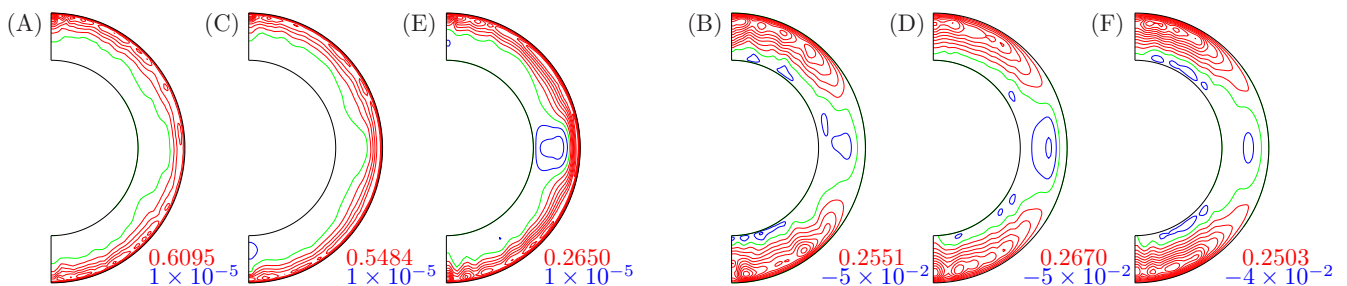 (A) (C) (E) (B) (D) (F)
0.6095 0.5484 0.2650 0.2551 0.2670 0.2503
1 × 10⁻⁵ 1 × 10⁻⁵ 1 × 10⁻⁵ −5 × 10⁻² −5 × 10⁻² −4 × 10⁻²